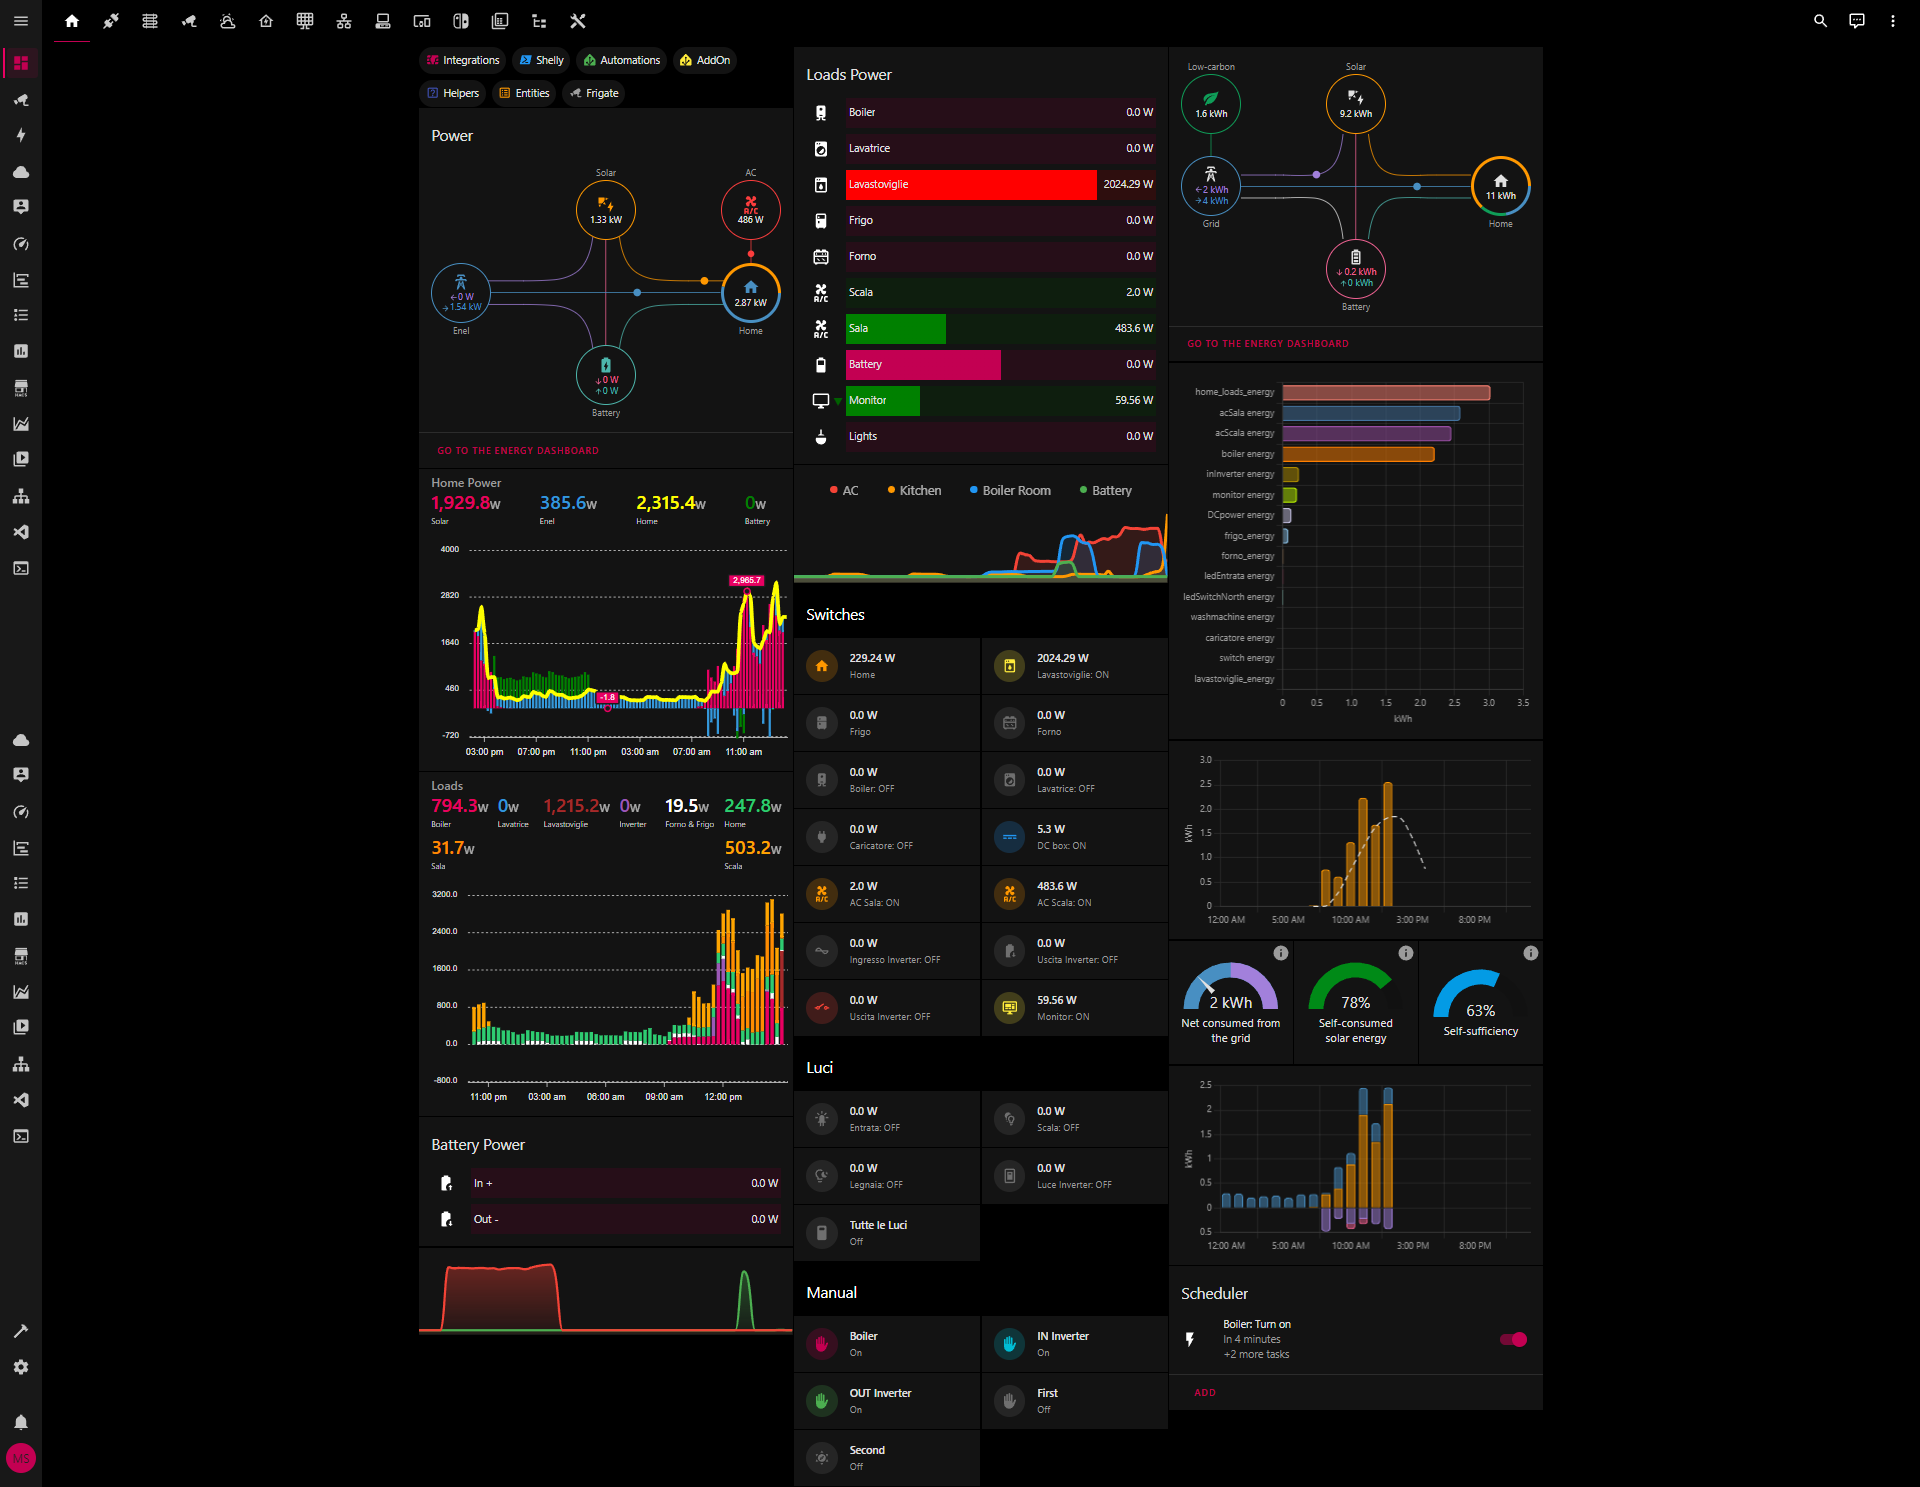 Integrations
Shelly
Automations
AddOn
Helpers
Entities
Frigate
Power
Solar
1.33 kW
AC
A/C
486 W
←0 W
→1.54 kW
Enel
2.87 kW
Home
↓0 W
↑0 W
Battery
GO TO THE ENERGY DASHBOARD
Home Power
1,929.8W
385.6W
2,315.4W
0W
Solar
Enel
Home
Battery
4000
2,965.7
2820
1640
460
-1.8
-720
03:00 pm
07:00 pm
11:00 pm
03:00 am
07:00 am
11:00 am
Loads
794.3W
0W
1,215.2W
0W
19.5W
247.8W
Boiler
Lavatrice
Lavastoviglie
Inverter
Forno & Frigo
Home
31.7W
503.2W
Sala
Scala
3200.0
2400.0
1600.0
800.0
0.0
-800.0
11:00 pm
03:00 am
06:00 am
09:00 am
12:00 pm
Battery Power
In +
0.0 W
Out -
0.0 W
Loads Power
Boiler
0.0 W
Lavatrice
0.0 W
Lavastoviglie
2024.29 W
Frigo
0.0 W
Forno
0.0 W
A/C
Scala
2.0 W
A/C
Sala
483.6 W
Battery
0.0 W
Monitor
59.56 W
Lights
0.0 W
AC
Kitchen
Boiler Room
Battery
Switches
229.24 W
Home
2024.29 W
Lavastoviglie: ON
0.0 W
Frigo
0.0 W
Forno
0.0 W
Boiler: OFF
0.0 W
Lavatrice: OFF
0.0 W
Caricatore: OFF
5.3 W
DC box: ON
A/C
2.0 W
AC Sala: ON
A/C
483.6 W
AC Scala: ON
0.0 W
Ingresso Inverter: OFF
0.0 W
Uscita Inverter: OFF
0.0 W
Uscita Inverter: OFF
59.56 W
Monitor: ON
Luci
0.0 W
Entrata: OFF
0.0 W
Scala: OFF
0.0 W
Legnaia: OFF
0.0 W
Luce Inverter: OFF
Tutte le Luci
Off
Manual
Boiler
On
IN Inverter
On
OUT Inverter
On
First
Off
Second
Off
Low-carbon
1.6 kWh
Solar
9.2 kWh
←2 kWh
→4 kWh
Grid
11 kWh
Home
↓0.2 kWh
↑0 kWh
Battery
GO TO THE ENERGY DASHBOARD
home_loads_energy
acSala energy
acScala energy
boiler energy
inInverter energy
monitor energy
DCpower energy
frigo_energy
forno_energy
ledEntrata energy
ledSwitchNorth energy
washmachine energy
caricatore energy
switch energy
lavastoviglie_energy
0
0.5
1.0
1.5
2.0
2.5
3.0
3.5
kWh
3.0
2.5
2.0
1.5
1.0
0.5
0
kWh
12:00 AM
5:00 AM
10:00 AM
3:00 PM
8:00 PM
2 kWh
Net consumed from
the grid
78%
Self-consumed
solar energy
63%
Self-sufficiency
2.5
2
1.5
1
0.5
0
0.5
kWh
12:00 AM
5:00 AM
10:00 AM
3:00 PM
8:00 PM
Scheduler
Boiler: Turn on
In 4 minutes
+2 more tasks
ADD
HACS
HACS
MS